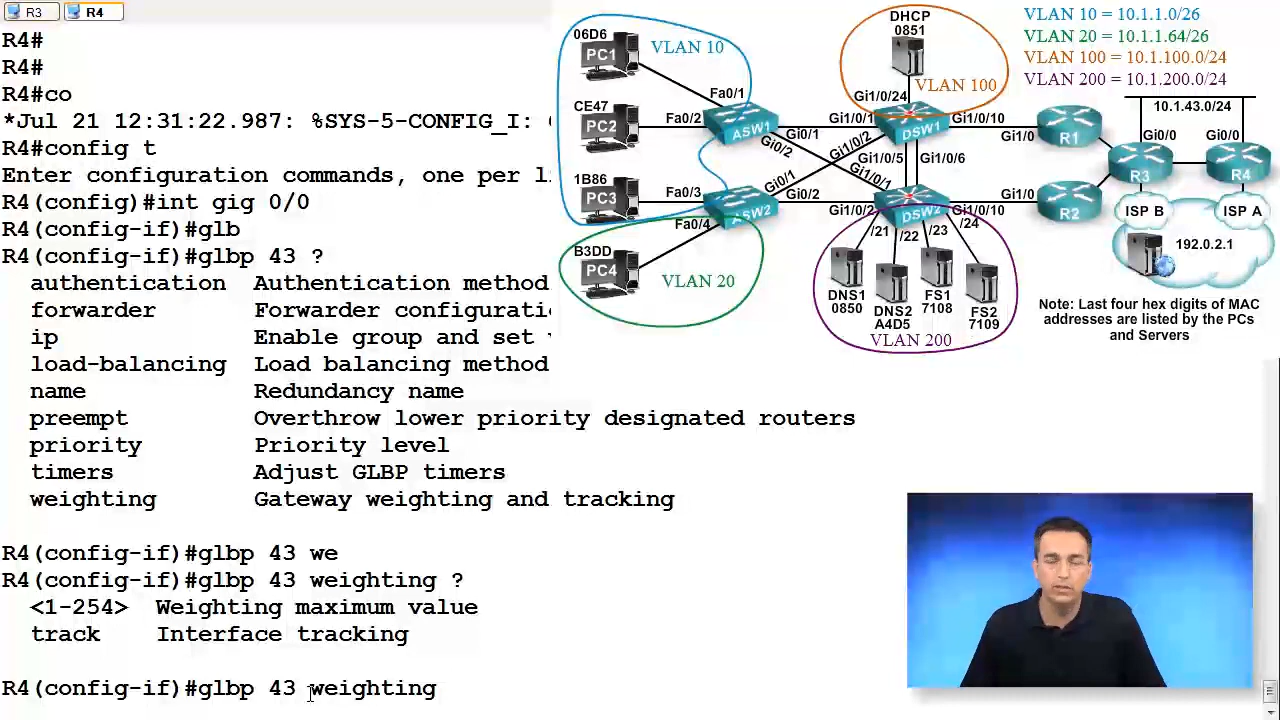 R3
R4
R4#
R4#
R4#co
*Jul 21 12:31:22.987: %SYS-5-CONFIG_I:
R4#config t
Enter configuration commands, one per
R4(config)#int gig 0/0
R4(config-if)#glb
R4(config-if)#glbp 43 ?
authentication Authentication method
forwarder Forwarder
ip Enable group and set
load-balancing Load balancing method
name Redundancy name
preempt Overthrow lower priority designated routers
priority Priority level
timers Adjust GLBP timers
weighting Gateway weighting and tracking
R4(config-if)#glbp 43 we
R4(config-if)#glbp 43 weighting ?
<1-254> Weighting maximum value
track Interface tracking
R4(config-if)#glbp 43 weighting
06D6
PC1
VLAN 10
CE47
PC2
1B86
PC3
B3DD
PC4
VLAN 20
Fa0/1
Fa0/2
Fa0/3
Fa0/4
ASW1
ASW2
Gi0/1
Gi0/2
Gi0/1
Gi0/2
DHCP
0851
VLAN 100
Gi1/0/24
Gi1/0/1
Gi1/0/2
DSW1
Gi1/0/10
Gi1/0/5
Gi1/0/6
Gi1/0/1
Gi1/0/2
DSW2
Gi1/0/10
/21
/22
/23
/24
DNS1
0850
DNS2
A4D5
FS1
7108
FS2
7109
VLAN 200
Gi1/0
R1
Gi1/0
R2
VLAN 10 = 10.1.1.0/26
VLAN 20 = 10.1.1.64/26
VLAN 100 = 10.1.100.0/24
VLAN 200 = 10.1.200.0/24
10.1.43.0/24
Gi0/0
Gi0/0
R3
R4
ISP B
ISP A
192.0.2.1
Note: Last four hex digits of MAC
addresses are listed by the PCs
and Servers